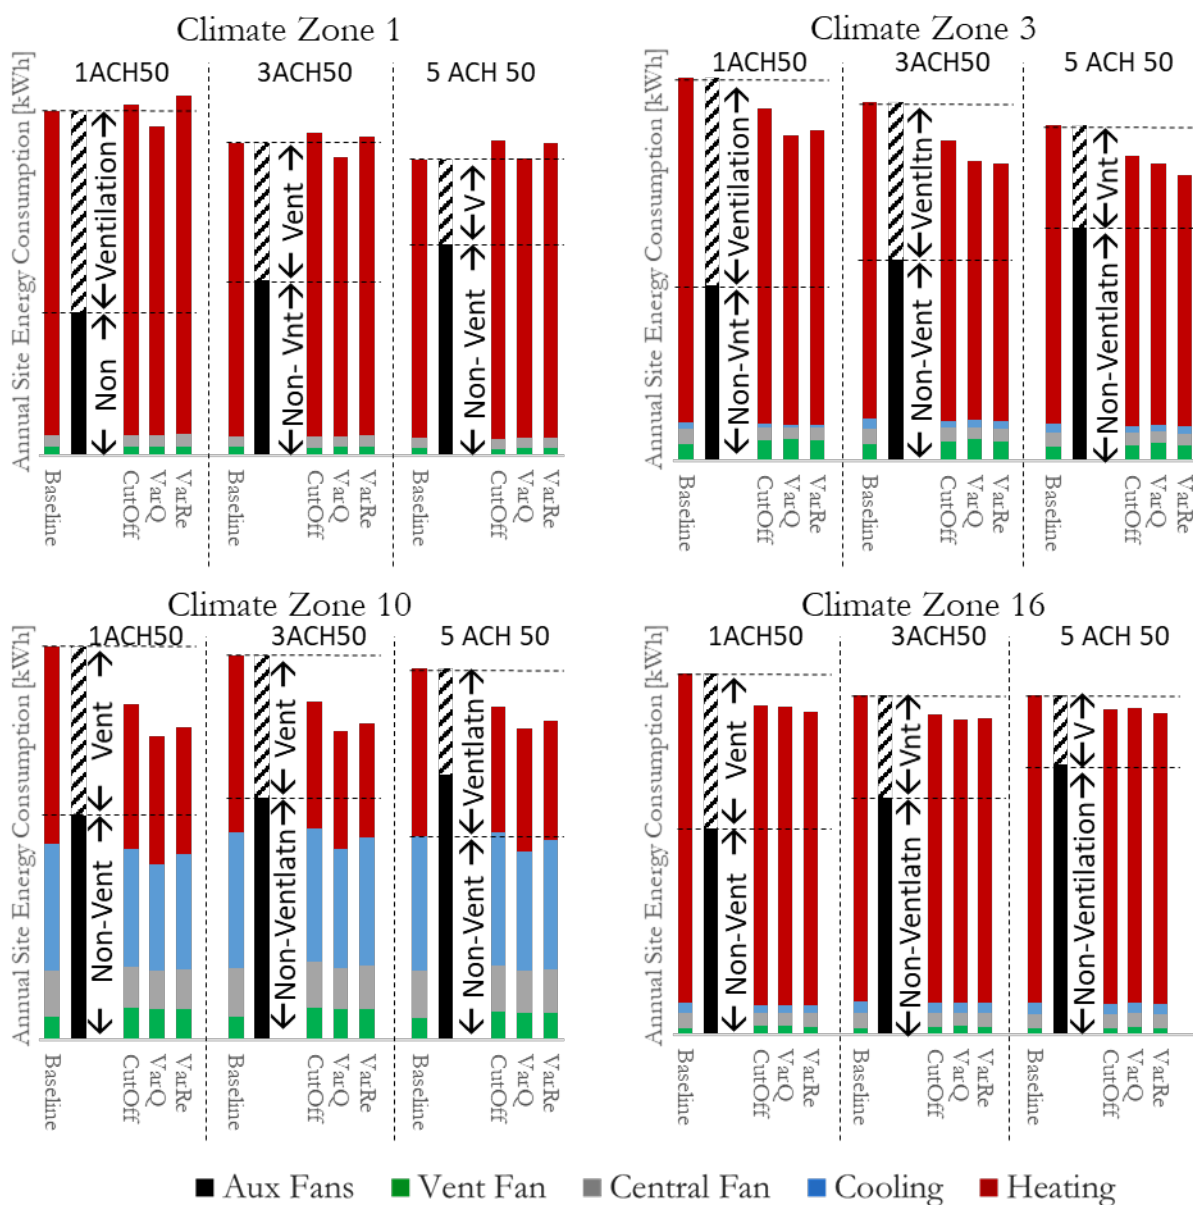 Climate Zone 1
Annual Site Energy Consumption [kWh]
1ACH50
3ACH50
5 ACH 50
Non
Ventilation
Non-Vnt
Vent
Non- Vent
V
Baseline
CutOff
VarQ
VarRe
Baseline
CutOff
VarQ
VarRe
Baseline
CutOff
VarQ
VarRe
Climate Zone 3
Annual Site Energy Consumption [kWh]
1ACH50
3ACH50
5 ACH 50
Non-Vnt
Ventilation
Non-Vent
Ventltn
Non-Ventlatn
Vnt
Baseline
CutOff
VarQ
VarRe
Baseline
CutOff
VarQ
VarRe
Baseline
CutOff
VarQ
VarRe
Climate Zone 10
Annual Site Energy Consumption [kWh]
1ACH50
3ACH50
5 ACH 50
Non-Vent
Vent
Non-Ventlatn
Vent
Non-Vent
Ventlatn
Baseline
CutOff
VarQ
VarRe
Baseline
CutOff
VarQ
VarRe
Baseline
CutOff
VarQ
VarRe
Climate Zone 16
Annual Site Energy Consumption [kWh]
1ACH50
3ACH50
5 ACH 50
Non-Vent
Vent
Non-Ventilatn
Vnt
Non-Ventilation
V
Baseline
CutOff
VarQ
VarRe
Baseline
CutOff
VarQ
VarRe
Baseline
CutOff
VarQ
VarRe
Aux Fans Vent Fan Central Fan Cooling Heating